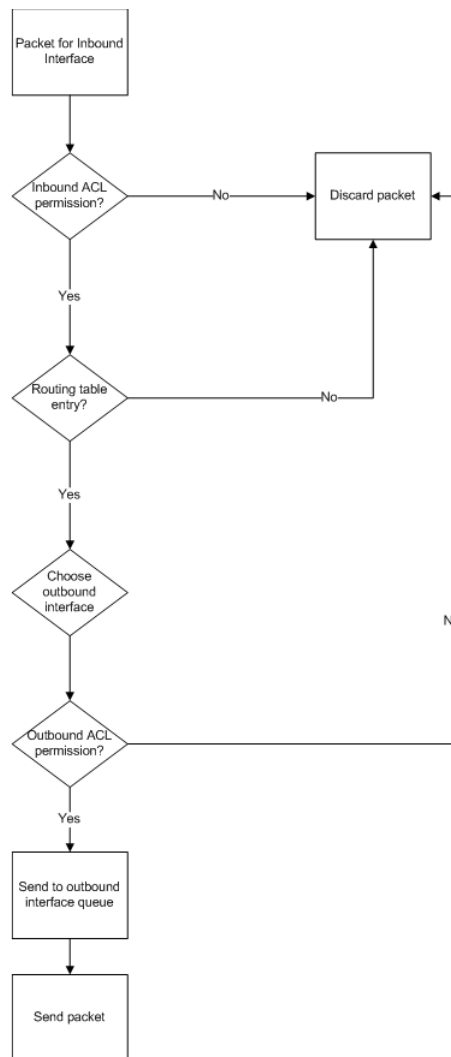 Packet for Inbound
Interface
Inbound ACL
permission?
No
Discard packet
Yes
Routing table
entry?
No
Yes
Choose
outbound
interface
Outbound ACL
permission?
Yes
Send to outbound
interface queue
Send packet